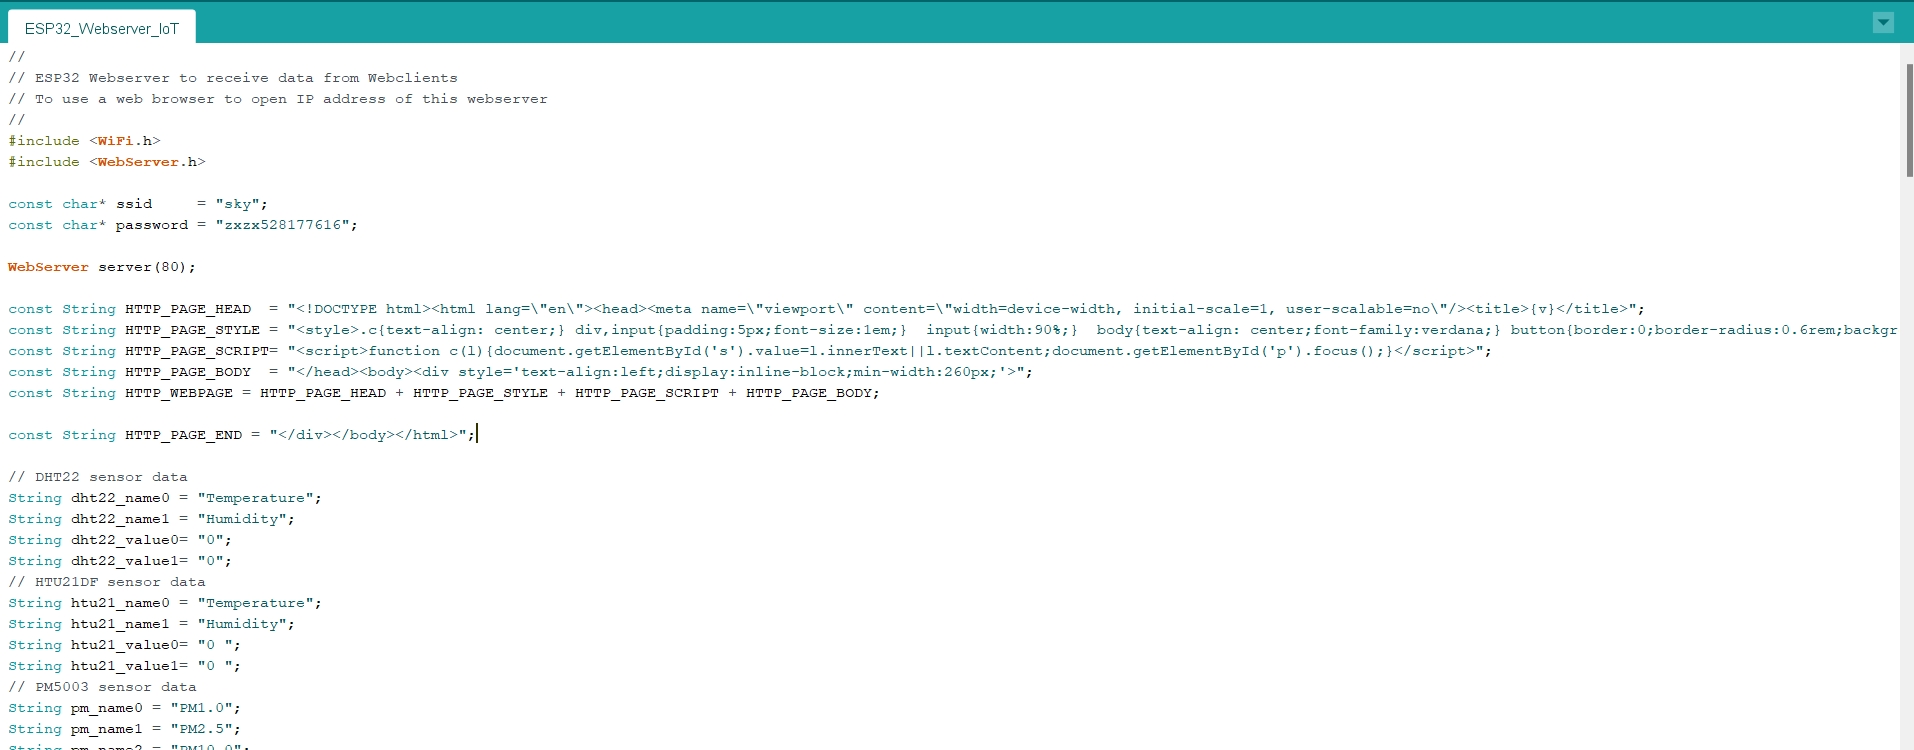 ESP32_Webserver_IoT
//
// ESP32 Webserver to receive data from Webclients
// To use a web browser to open IP address of this webserver
//
#include <WiFi.h>
#include <WebServer.h>
const char* ssid     = "sky";
const char* password = "zxzx528177616";
WebServer server(80);
const String HTTP_PAGE_HEAD  = "<!DOCTYPE html><html lang=\"en\"><head><meta name=\"viewport\" content=\"width=device-width, initial-scale=1, user-scalable=no\"/><title>{v}</title>";
const String HTTP_PAGE_STYLE = "<style>.c{text-align: center;} div,input{padding:5px;font-size:1em;}  input{width:90%;}  body{text-align: center;font-family:verdana;} button{border:0;border-radius:0.6rem;backgr
const String HTTP_PAGE_SCRIPT= "<script>function c(l){document.getElementById('s').value=l.innerText||l.textContent;document.getElementById('p').focus();}</script>";
const String HTTP_PAGE_BODY  = "</head><body><div style='text-align:left;display:inline-block;min-width:260px;'>";
const String HTTP_WEBPAGE = HTTP_PAGE_HEAD + HTTP_PAGE_STYLE + HTTP_PAGE_SCRIPT + HTTP_PAGE_BODY;
const String HTTP_PAGE_END = "</div></body></html>";
// DHT22 sensor data
String dht22_name0 = "Temperature";
String dht22_name1 = "Humidity";
String dht22_value0= "0";
String dht22_value1= "0";
// HTU21DF sensor data
String htu21_name0 = "Temperature";
String htu21_name1 = "Humidity";
String htu21_value0= "0 ";
String htu21_value1= "0 ";
// PM5003 sensor data
String pm_name0 = "PM1.0";
String pm_name1 = "PM2.5";
String pm_name2 = "PM10.0";